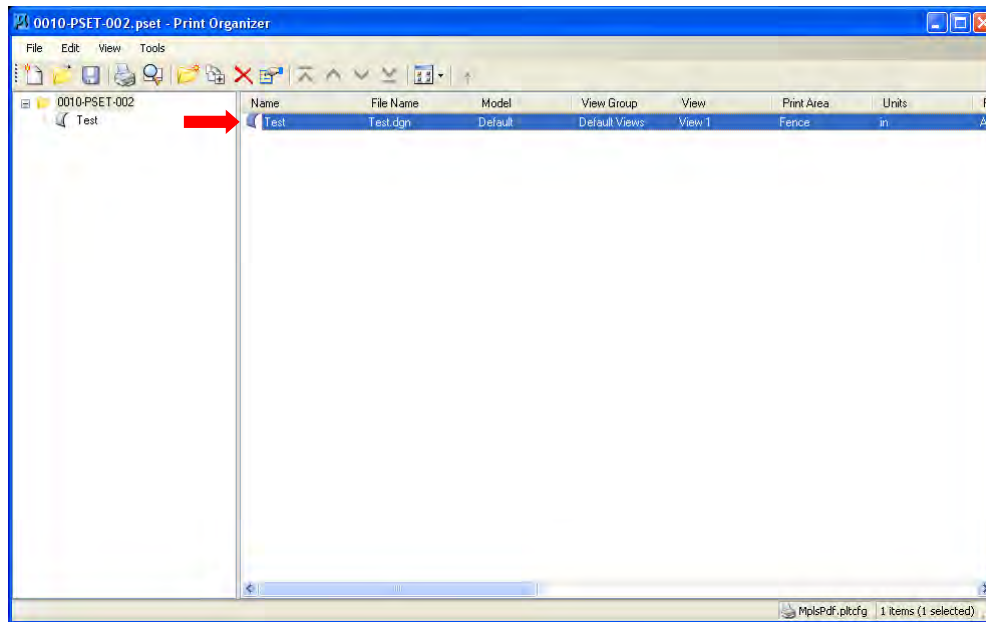 0010-PSET-002.pset - Print Organizer
File Edit View Tools
0010-PSET-002
Test
Name File Name Model View Group View Print Area Units
Test Test.dgn Default Default Views View 1 Fence in
MplsPdf.pltcfg 1 items (1 selected)